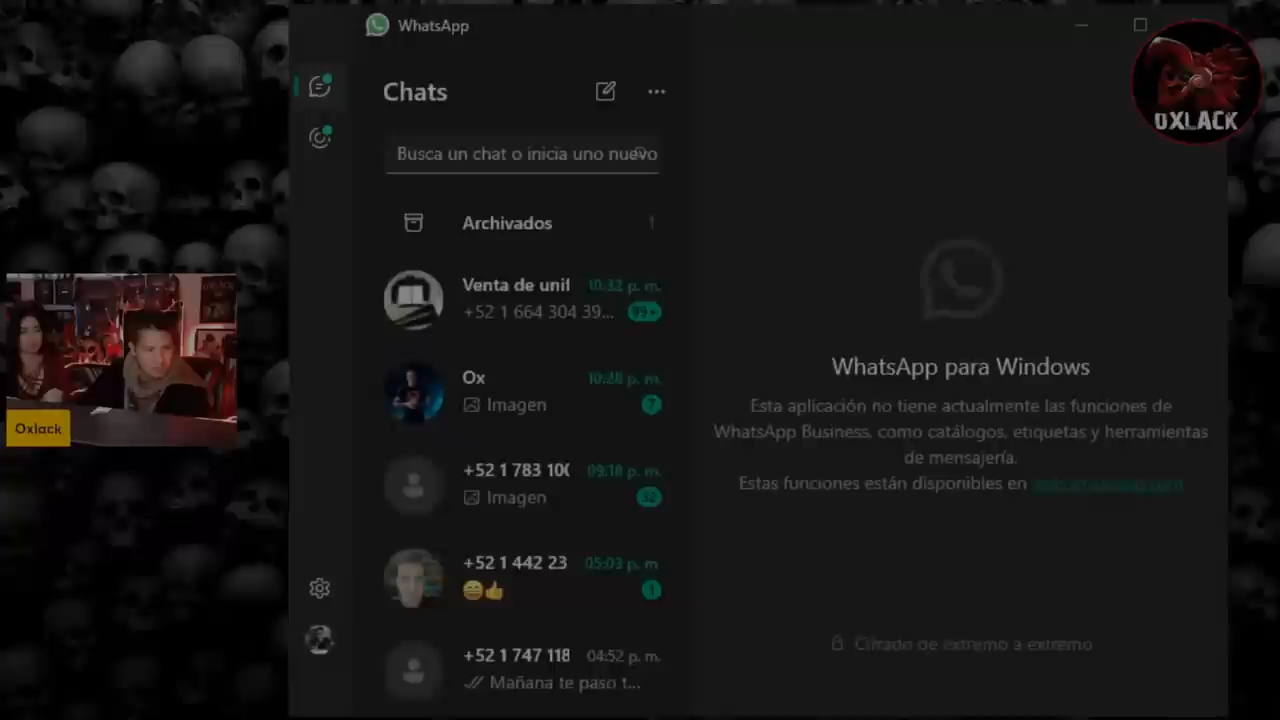 WhatsApp
OXLACK
Chats
Busca un chat o inicia uno nuevo
Archivados 1
Venta de unif 10:32 p. m.
+52 1 664 304 39... 99+
Ox 10:28 p. m.
Imagen 7
+52 1 783 10 09:18 p. m.
Imagen 32
+52 1 442 23 05:03 p. m.
😄👍 1
+52 1 747 118 04:52 p. m.
Mañana te paso t...
WhatsApp para Windows
Esta aplicación no tiene actualmente las funciones de
WhatsApp Business, como catálogos, etiquetas y herramientas
de mensajería.
Estas funciones están disponibles en
Cifrado de extremo a extremo
Oxlack